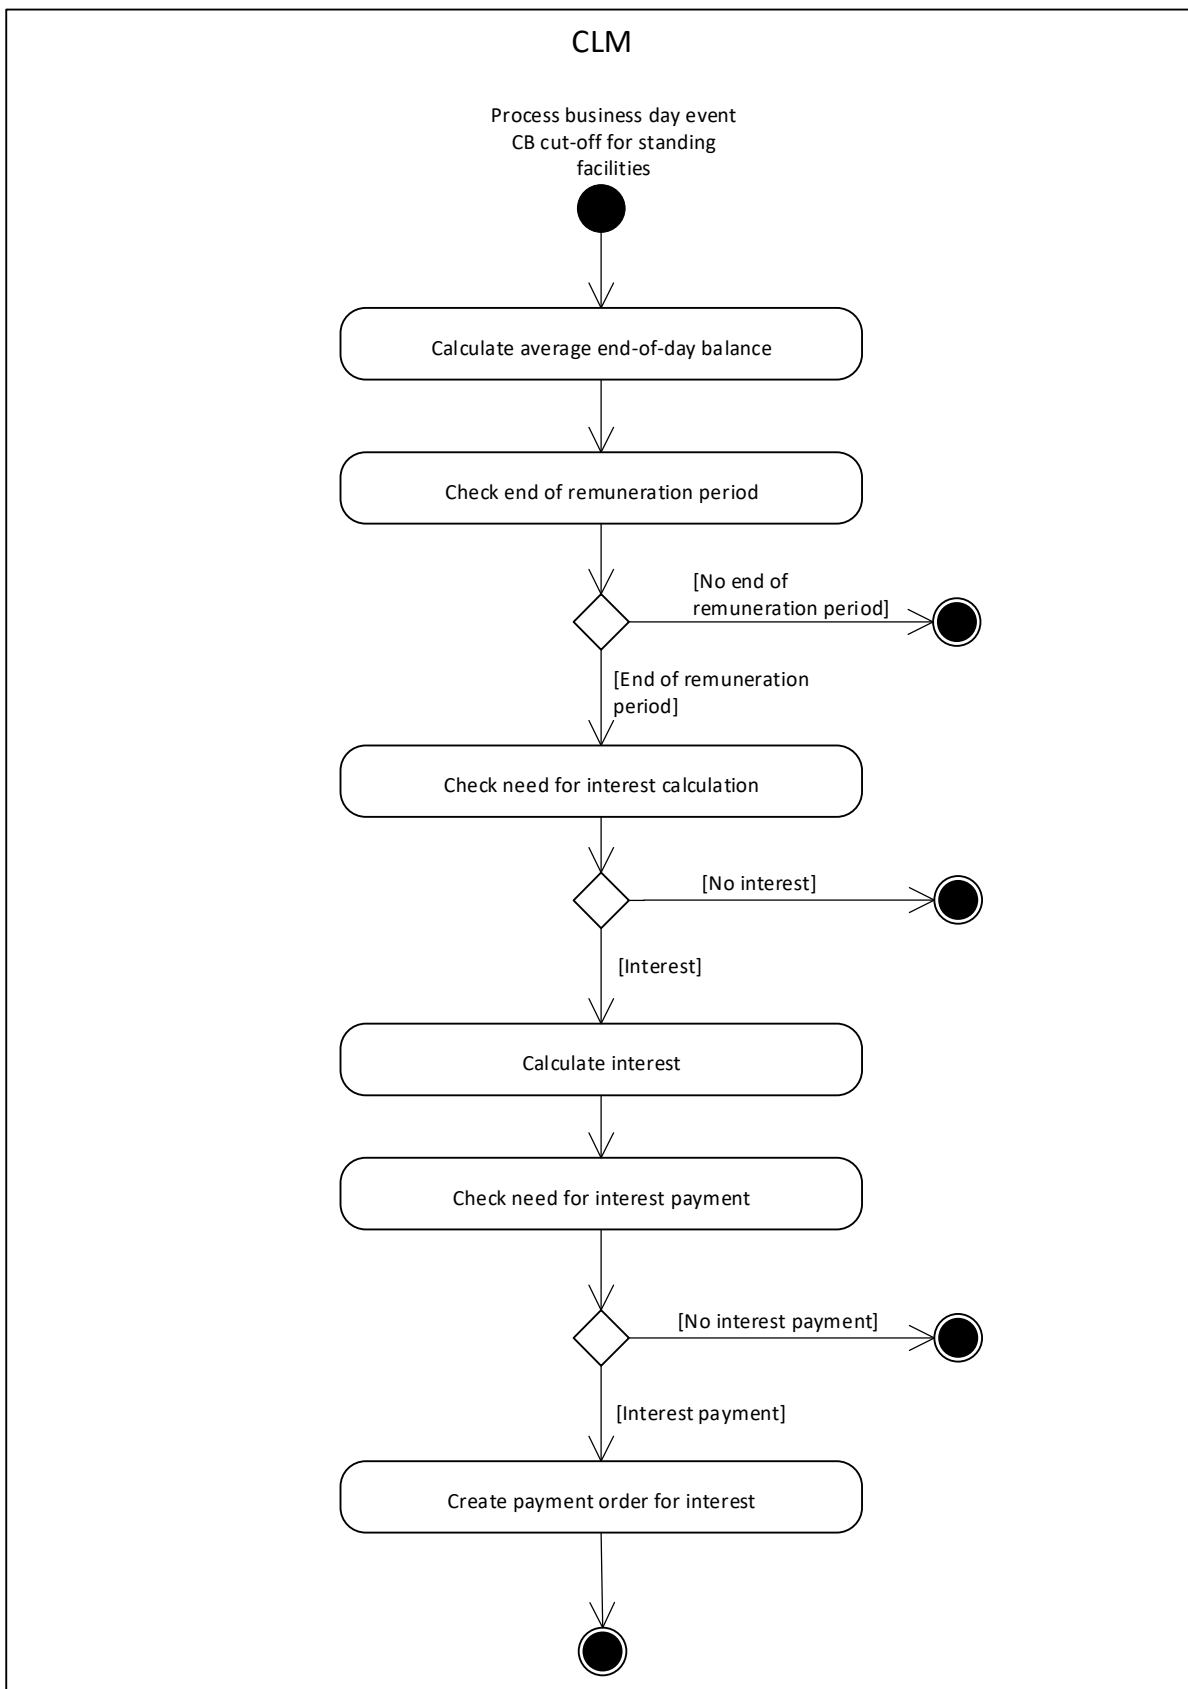 CLM
Process business day event
CB cut-off for standing
facilities
Calculate average end-of-day balance
Check end of remuneration period
[No end of
remuneration period]
[End of remuneration
period]
Check need for interest calculation
[No interest]
[Interest]
Calculate interest
Check need for interest payment
[No interest payment]
[Interest payment]
Create payment order for interest